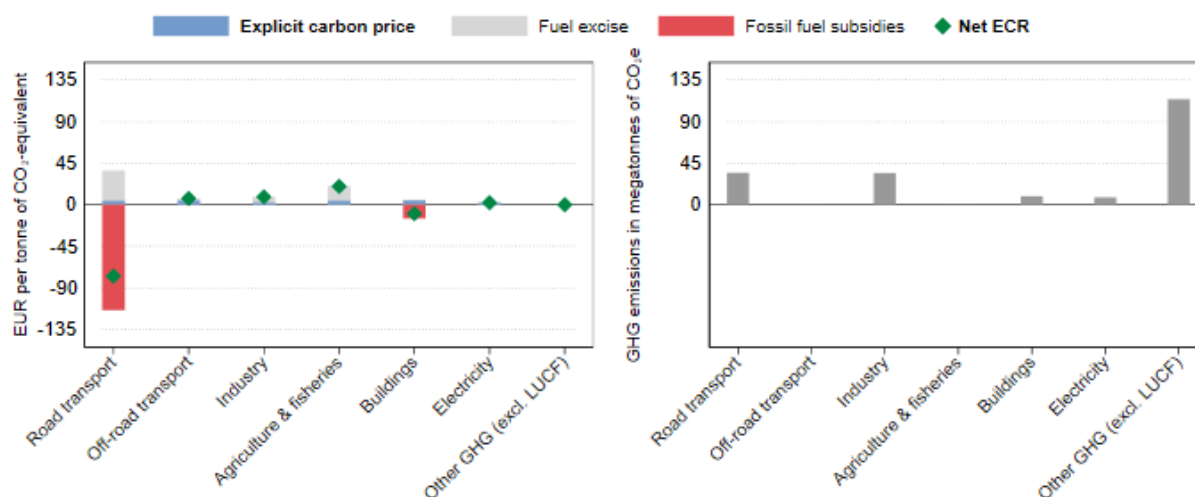 Explicit carbon price
Fuel excise
Fossil fuel subsidies
Net ECR
EUR per tonne of CO₂-equivalent
135
90
45
0
-45
-90
-135
Road transport
Off-road transport
Industry
Agriculture & fisheries
Buildings
Electricity
Other GHG (excl. LUCF)
GHG emissions in megatonnes of CO₂e
135
90
45
0
Road transport
Off-road transport
Industry
Agriculture & fisheries
Buildings
Electricity
Other GHG (excl. LUCF)